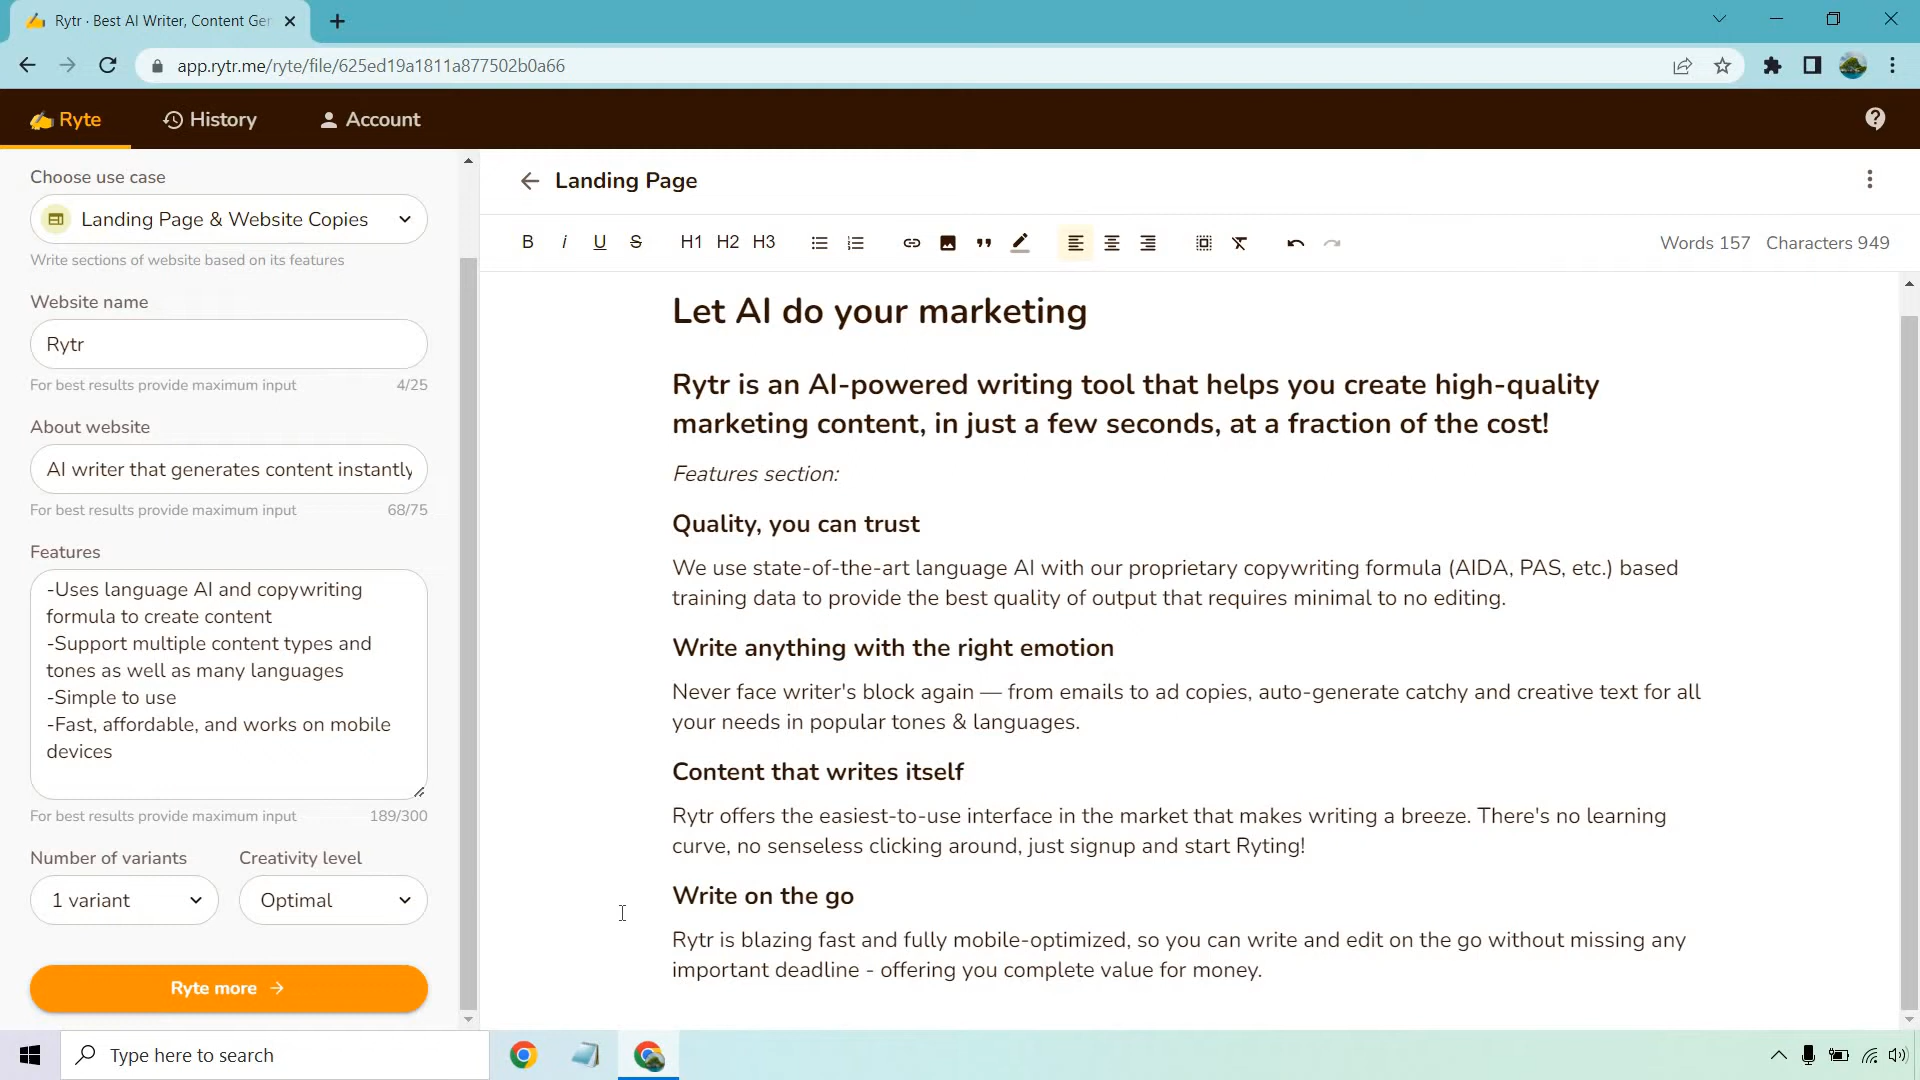 Rytr · Best AI Writer, Content Gen
app.rytr.me/ryte/file/625ed19a1811a877502b0a66
Ryte
History
Account
Choose use case
Landing Page & Website Copies
Write sections of website based on its features
Website name
Rytr
For best results provide maximum input 4/25
About website
AI writer that generates content instantly
For best results provide maximum input 68/75
Features
-Uses language AI and copywriting
formula to create content
-Support multiple content types and
tones as well as many languages
-Simple to use
-Fast, affordable, and works on mobile
devices
For best results provide maximum input 189/300
Number of variants Creativity level
1 variant Optimal
Ryte more
Landing Page
B i U S H1 H2 H3
Words 157 Characters 949
Let AI do your marketing
Rytr is an AI-powered writing tool that helps you create high-quality
marketing content, in just a few seconds, at a fraction of the cost!
Features section:
Quality, you can trust
We use state-of-the-art language AI with our proprietary copywriting formula (AIDA, PAS, etc.) based
training data to provide the best quality of output that requires minimal to no editing.
Write anything with the right emotion
Never face writer's block again — from emails to ad copies, auto-generate catchy and creative text for all
your needs in popular tones & languages.
Content that writes itself
Rytr offers the easiest-to-use interface in the market that makes writing a breeze. There's no learning
curve, no senseless clicking around, just signup and start Ryting!
Write on the go
Rytr is blazing fast and fully mobile-optimized, so you can write and edit on the go without missing any
important deadline - offering you complete value for money.
Type here to search